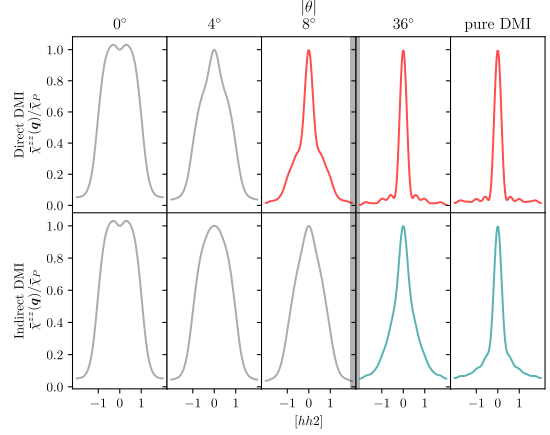 |θ|
0° 4° 8° 36° pure DMI
Direct DMI
χ̄^{zz}(q)/χ̄_P
1.0
0.8
0.6
0.4
0.2
0.0
Indirect DMI
χ̄^{zz}(q)/χ̄_P
1.0
0.8
0.6
0.4
0.2
0.0
−1 0 1 −1 0 1 −1 0 1 −1 0 1 −1 0 1
[hh2]